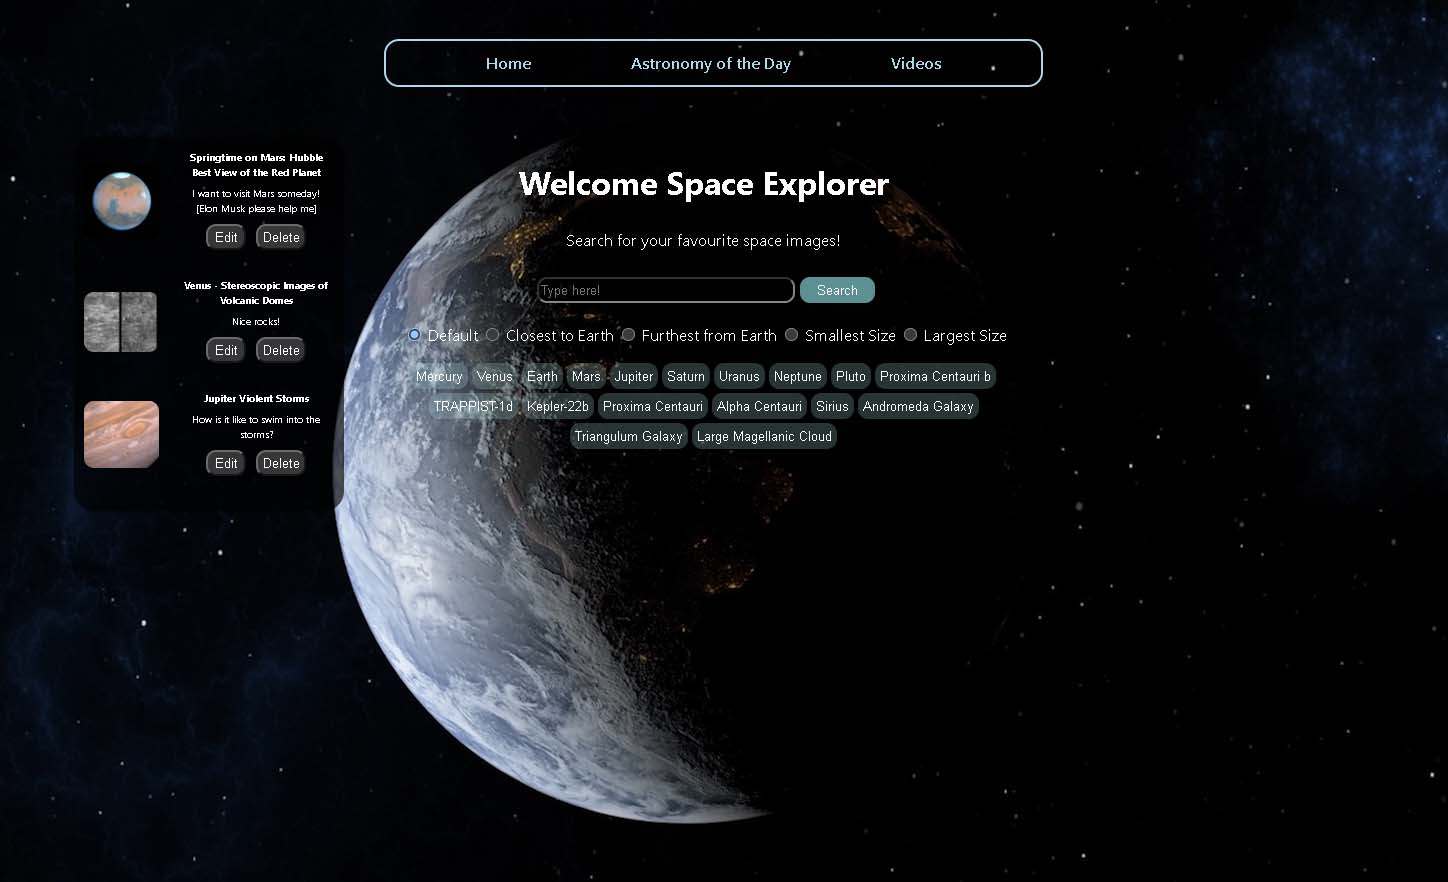 Home Astronomy of the Day Videos
Springtime on Mars: Hubble
Best View of the Red Planet
I want to visit Mars someday!
[Elon Musk please help me]
Edit Delete
Venus - Stereoscopic Images of
Volcanic Domes
Nice rocks!
Edit Delete
Jupiter Violent Storms
How is it like to swim into the
storms?
Edit Delete
Welcome Space Explorer
Search for your favourite space images!
Type here! Search
Default Closest to Earth Furthest from Earth Smallest Size Largest Size
Mercury Venus Earth Mars Jupiter Saturn Uranus Neptune Pluto Proxima Centauri b
TRAPPIST-1d Kepler-22b Proxima Centauri Alpha Centauri Sirius Andromeda Galaxy
Triangulum Galaxy Large Magellanic Cloud